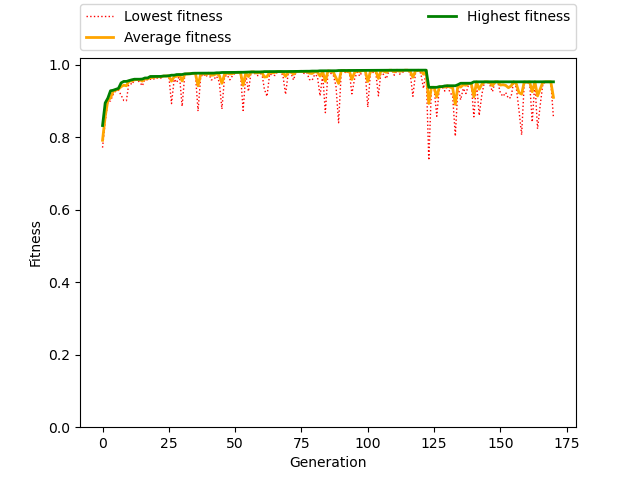 Lowest fitness
Average fitness
Highest fitness
1.0
0.8
0.6
0.4
0.2
0.0
Fitness
0 25 50 75 100 125 150 175
Generation